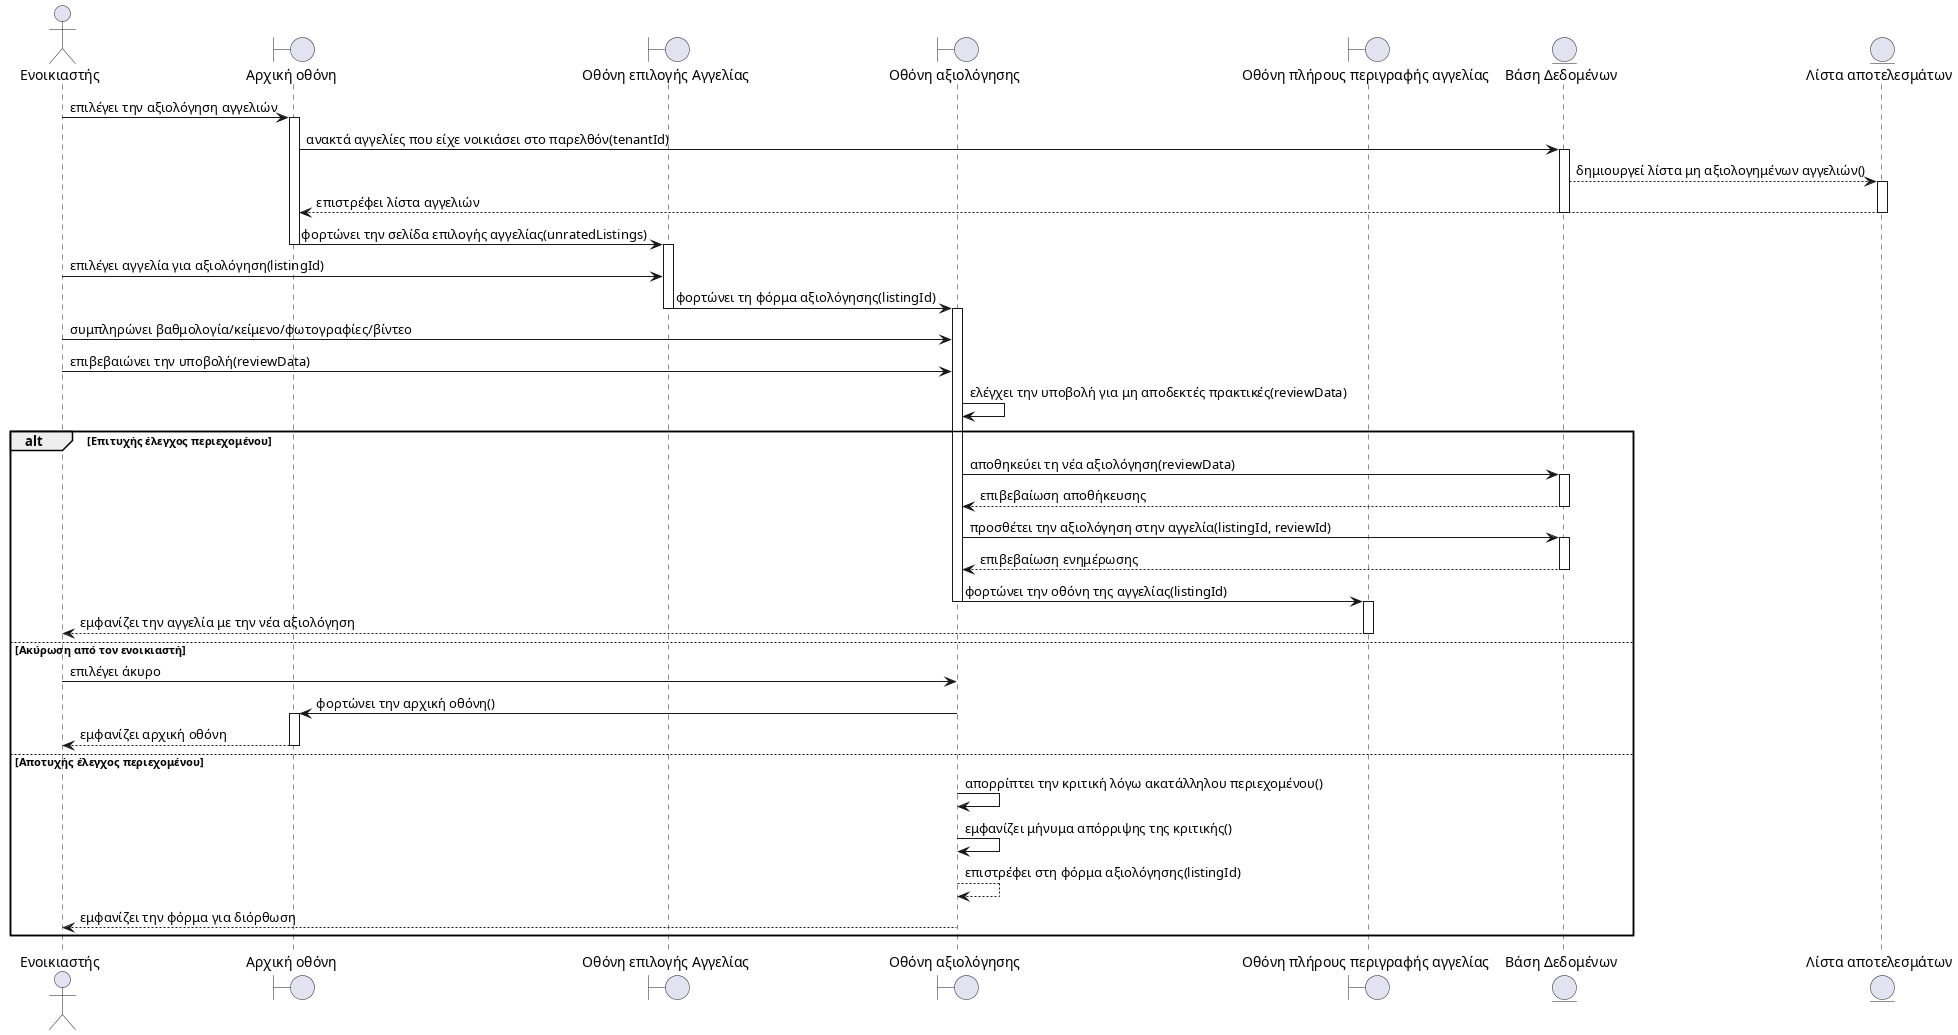 Ενοικιαστής
Αρχική οθόνη
Οθόνη επιλογής Αγγελίας
Οθόνη αξιολόγησης
Οθόνη πλήρους περιγραφής αγγελίας
Βάση Δεδομένων
Λίστα αποτελεσμάτων
επιλέγει την αξιολόγηση αγγελιών
ανακτά αγγελίες που είχε νοικιάσει στο παρελθόν(tenantId)
δημιουργεί λίστα μη αξιολογημένων αγγελιών()
επιστρέφει λίστα αγγελιών
φορτώνει την σελίδα επιλογής αγγελίας(unratedListings)
επιλέγει αγγελία για αξιολόγηση(listingId)
φορτώνει τη φόρμα αξιολόγησης(listingId)
συμπληρώνει βαθμολογία/κείμενο/φωτογραφίες/βίντεο
επιβεβαιώνει την υποβολή(reviewData)
ελέγχει την υποβολή για μη αποδεκτές πρακτικές(reviewData)
alt [Επιτυχής έλεγχος περιεχομένου]
αποθηκεύει τη νέα αξιολόγηση(reviewData)
επιβεβαίωση αποθήκευσης
προσθέτει την αξιολόγηση στην αγγελία(listingId, reviewId)
επιβεβαίωση ενημέρωσης
φορτώνει την οθόνη της αγγελίας(listingId)
εμφανίζει την αγγελία με την νέα αξιολόγηση
[Ακύρωση από τον ενοικιαστή]
επιλέγει άκυρο
φορτώνει την αρχική οθόνη()
εμφανίζει αρχική οθόνη
[Αποτυχής έλεγχος περιεχομένου]
απορρίπτει την κριτική λόγω ακατάλληλου περιεχομένου()
εμφανίζει μήνυμα απόρριψης της κριτικής()
επιστρέφει στη φόρμα αξιολόγησης(listingId)
εμφανίζει την φόρμα για διόρθωση
Ενοικιαστής
Αρχική οθόνη
Οθόνη επιλογής Αγγελίας
Οθόνη αξιολόγησης
Οθόνη πλήρους περιγραφής αγγελίας
Βάση Δεδομένων
Λίστα αποτελεσμάτων